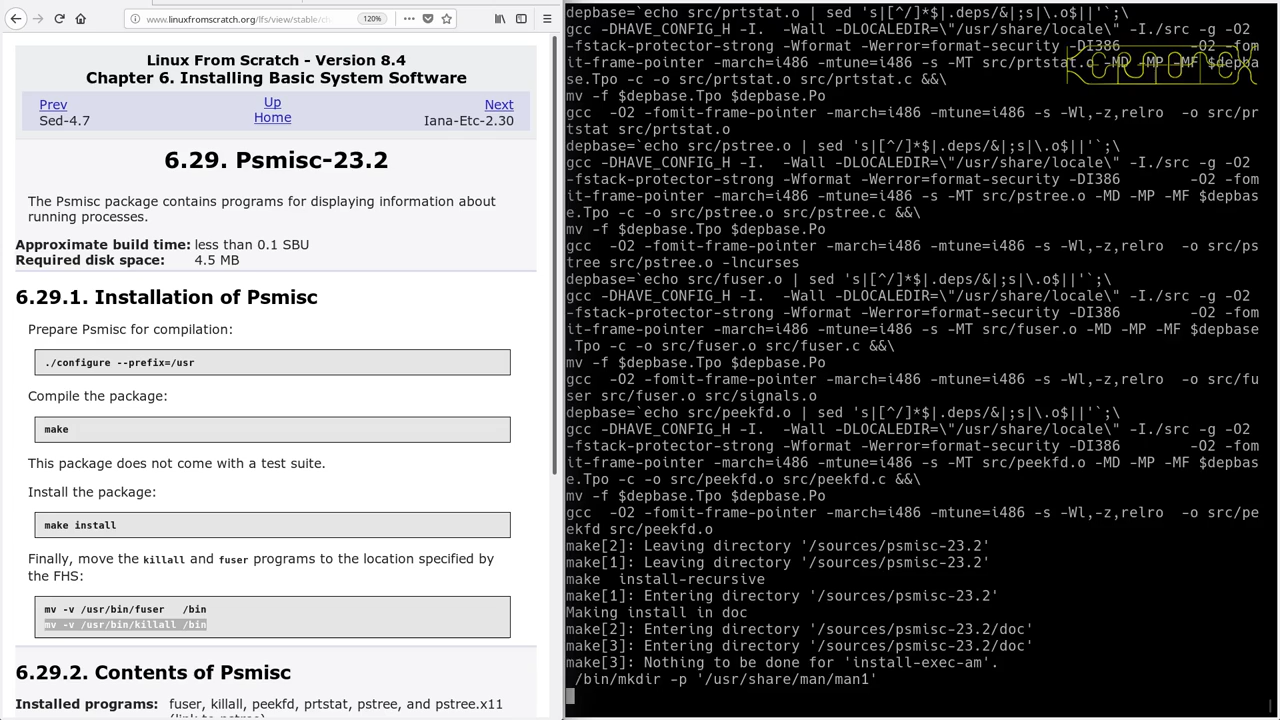 www.linuxfromscratch.org/lfs/view/stable/ch
120%
Linux From Scratch - Version 8.4
Chapter 6. Installing Basic System Software
Prev Up Next
Sed-4.7 Home Iana-Etc-2.30
6.29. Psmisc-23.2
The Psmisc package contains programs for displaying information about
running processes.
Approximate build time: less than 0.1 SBU
Required disk space: 4.5 MB
6.29.1. Installation of Psmisc
Prepare Psmisc for compilation:
./configure --prefix=/usr
Compile the package:
make
This package does not come with a test suite.
Install the package:
make install
Finally, move the killall and fuser programs to the location specified by
the FHS:
mv -v /usr/bin/fuser   /bin
mv -v /usr/bin/killall /bin
6.29.2. Contents of Psmisc
Installed programs: fuser, killall, peekfd, prtstat, pstree, and pstree.x11
(link to pstree)
depbase=`echo src/prtstat.o | sed 's|[^/]*$|.deps/&|;s|\.o$||'`;\
gcc -DHAVE_CONFIG_H -I.  -Wall -DLOCALEDIR=\"/usr/share/locale\" -I./src -g -O2
-fstack-protector-strong -Wformat -Werror=format-security -DI386       -O2 -fom
it-frame-pointer -march=i486 -mtune=i486 -s -MT src/prtstat.o -MD -MP -MF $depba
se.Tpo -c -o src/prtstat.o src/prtstat.c &&\
mv -f $depbase.Tpo $depbase.Po
gcc  -O2 -fomit-frame-pointer -march=i486 -mtune=i486 -s -Wl,-z,relro  -o src/pr
tstat src/prtstat.o
depbase=`echo src/pstree.o | sed 's|[^/]*$|.deps/&|;s|\.o$||'`;\
gcc -DHAVE_CONFIG_H -I.  -Wall -DLOCALEDIR=\"/usr/share/locale\" -I./src -g -O2
-fstack-protector-strong -Wformat -Werror=format-security -DI386       -O2 -fom
it-frame-pointer -march=i486 -mtune=i486 -s -MT src/pstree.o -MD -MP -MF $depbas
e.Tpo -c -o src/pstree.o src/pstree.c &&\
mv -f $depbase.Tpo $depbase.Po
gcc  -O2 -fomit-frame-pointer -march=i486 -mtune=i486 -s -Wl,-z,relro  -o src/ps
tree src/pstree.o -lncurses
depbase=`echo src/fuser.o | sed 's|[^/]*$|.deps/&|;s|\.o$||'`;\
gcc -DHAVE_CONFIG_H -I.  -Wall -DLOCALEDIR=\"/usr/share/locale\" -I./src -g -O2
-fstack-protector-strong -Wformat -Werror=format-security -DI386       -O2 -fom
it-frame-pointer -march=i486 -mtune=i486 -s -MT src/fuser.o -MD -MP -MF $depbase
.Tpo -c -o src/fuser.o src/fuser.c &&\
mv -f $depbase.Tpo $depbase.Po
gcc  -O2 -fomit-frame-pointer -march=i486 -mtune=i486 -s -Wl,-z,relro  -o src/fu
ser src/fuser.o src/signals.o
depbase=`echo src/peekfd.o | sed 's|[^/]*$|.deps/&|;s|\.o$||'`;\
gcc -DHAVE_CONFIG_H -I.  -Wall -DLOCALEDIR=\"/usr/share/locale\" -I./src -g -O2
-fstack-protector-strong -Wformat -Werror=format-security -DI386       -O2 -fom
it-frame-pointer -march=i486 -mtune=i486 -s -MT src/peekfd.o -MD -MP -MF $depbas
e.Tpo -c -o src/peekfd.o src/peekfd.c &&\
mv -f $depbase.Tpo $depbase.Po
gcc  -O2 -fomit-frame-pointer -march=i486 -mtune=i486 -s -Wl,-z,relro  -o src/pe
ekfd src/peekfd.o
make[2]: Leaving directory '/sources/psmisc-23.2'
make[1]: Leaving directory '/sources/psmisc-23.2'
make  install-recursive
make[1]: Entering directory '/sources/psmisc-23.2'
Making install in doc
make[2]: Entering directory '/sources/psmisc-23.2/doc'
make[3]: Entering directory '/sources/psmisc-23.2/doc'
make[3]: Nothing to be done for 'install-exec-am'.
/bin/mkdir -p '/usr/share/man/man1'